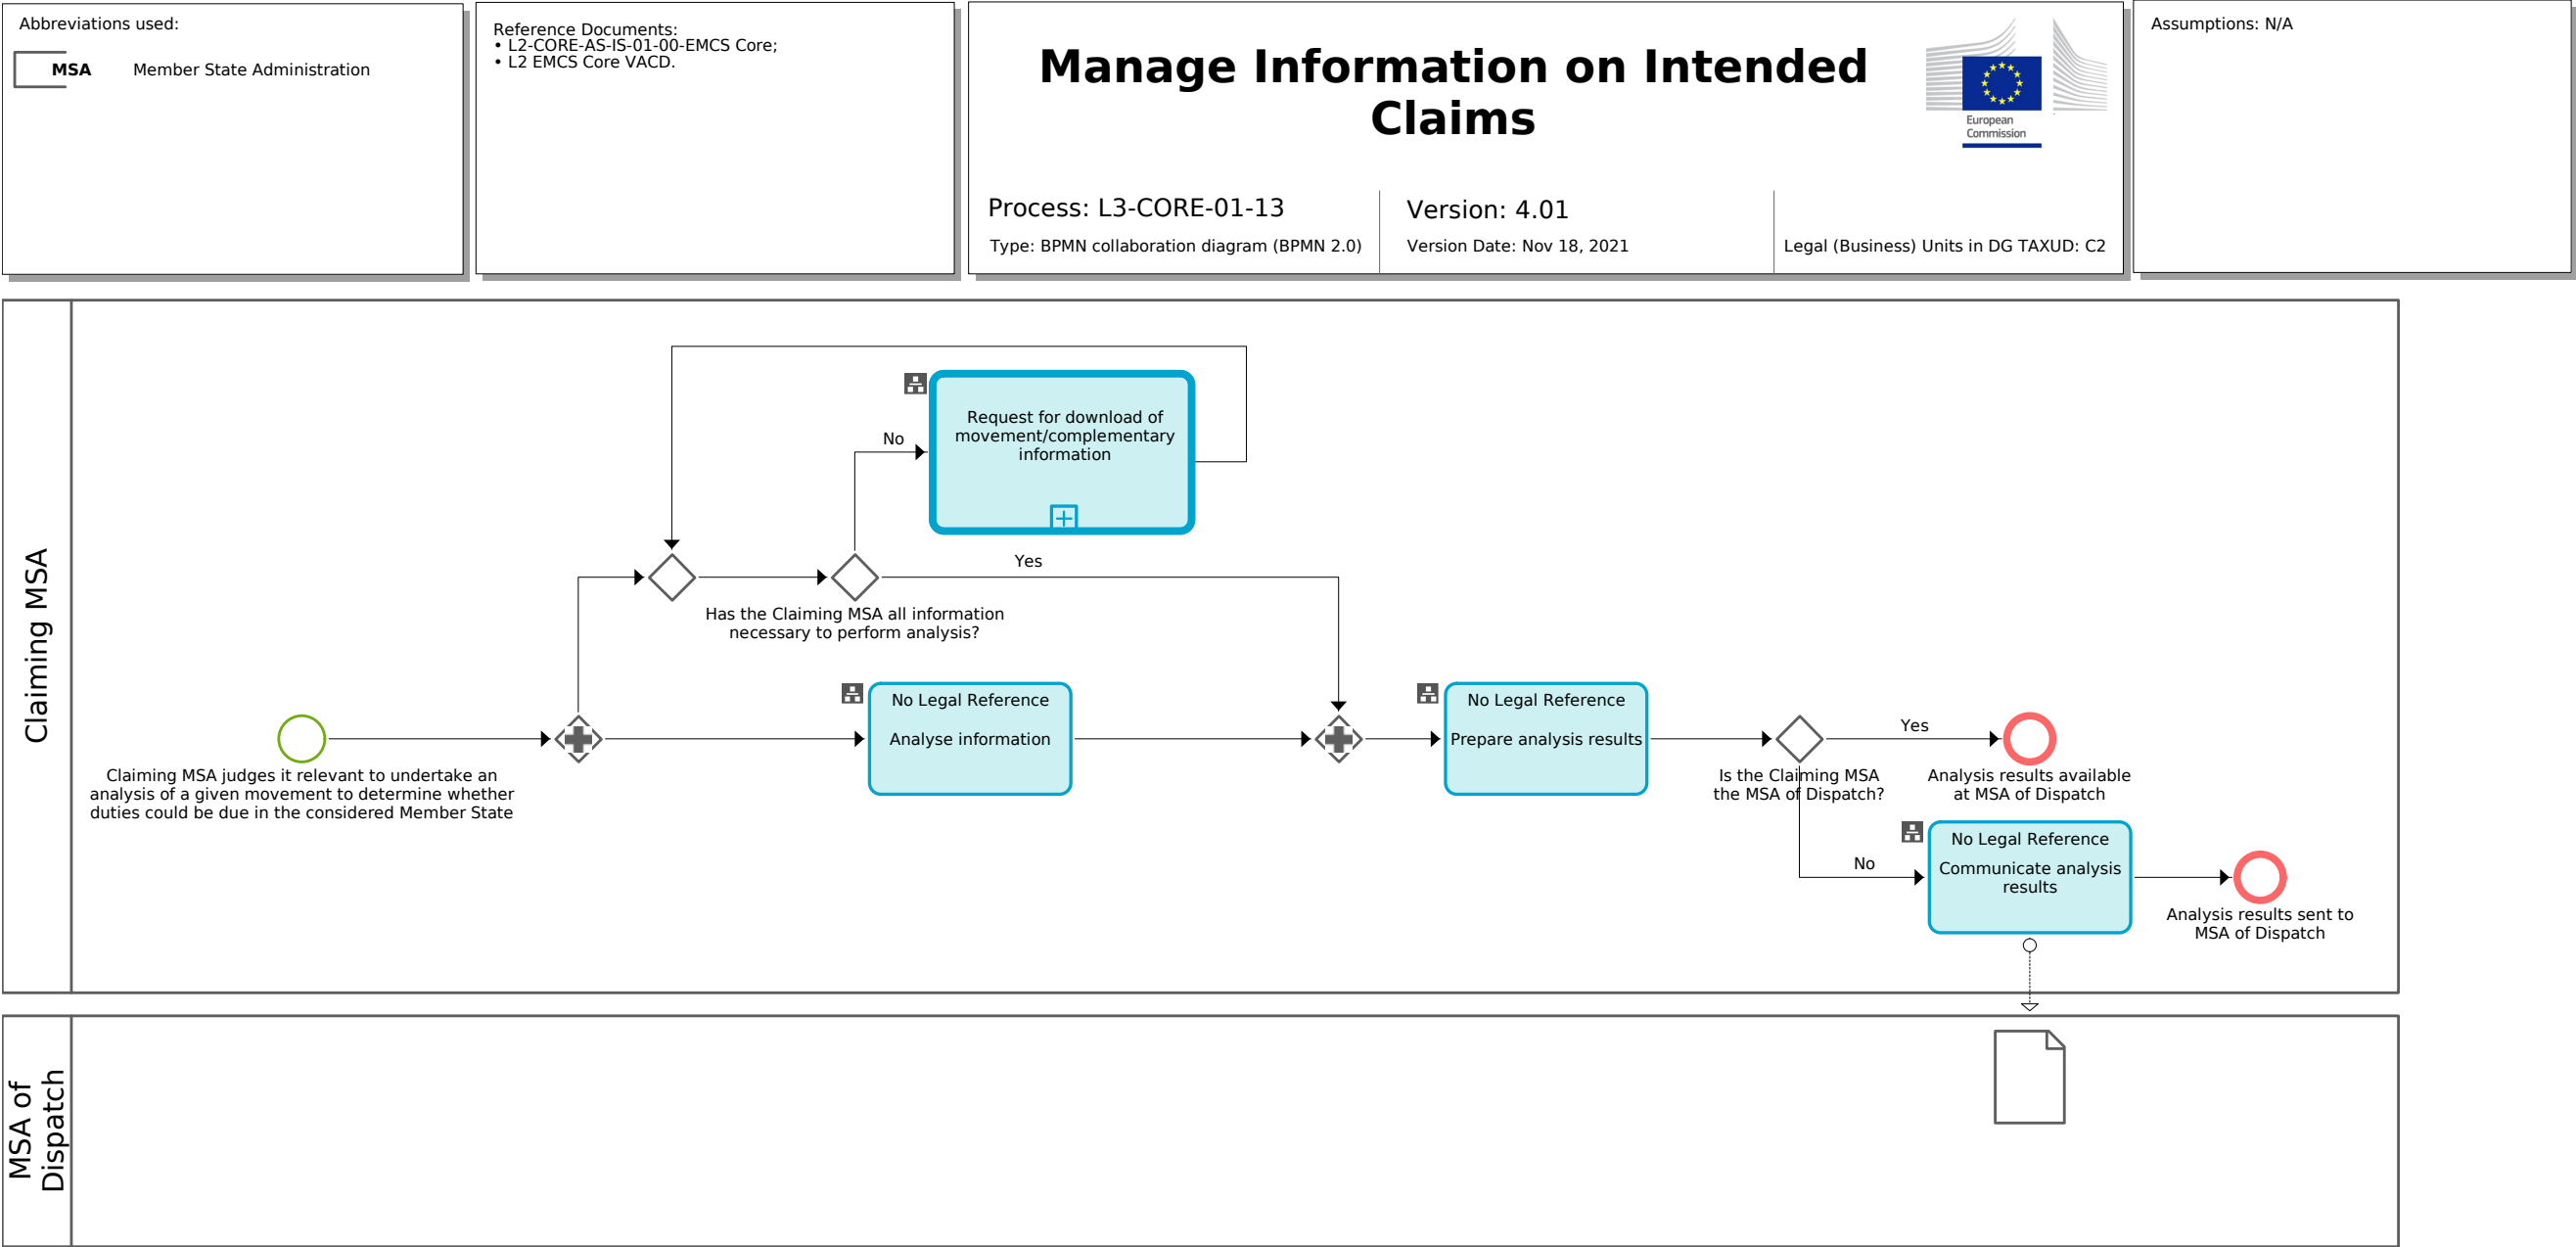 Abbreviations used:
MSA
Member State Administration
Reference Documents:
• L2-CORE-AS-IS-01-00-EMCS Core;
• L2 EMCS Core VACD.
Manage Information on Intended
Claims
European
Commission
Process: L3-CORE-01-13
Version: 4.01
Type: BPMN collaboration diagram (BPMN 2.0)
Version Date: Nov 18, 2021
Legal (Business) Units in DG TAXUD: C2
Assumptions: N/A
Claiming MSA
Request for download of
movement/complementary
information
No
Yes
Has the Claiming MSA all information
necessary to perform analysis?
Claiming MSA judges it relevant to undertake an
analysis of a given movement to determine whether
duties could be due in the considered Member State
No Legal Reference
Analyse information
No Legal Reference
Prepare analysis results
Is the Claiming MSA
the MSA of Dispatch?
Yes
Analysis results available
at MSA of Dispatch
No
No Legal Reference
Communicate analysis
results
Analysis results sent to
MSA of Dispatch
MSA of
Dispatch